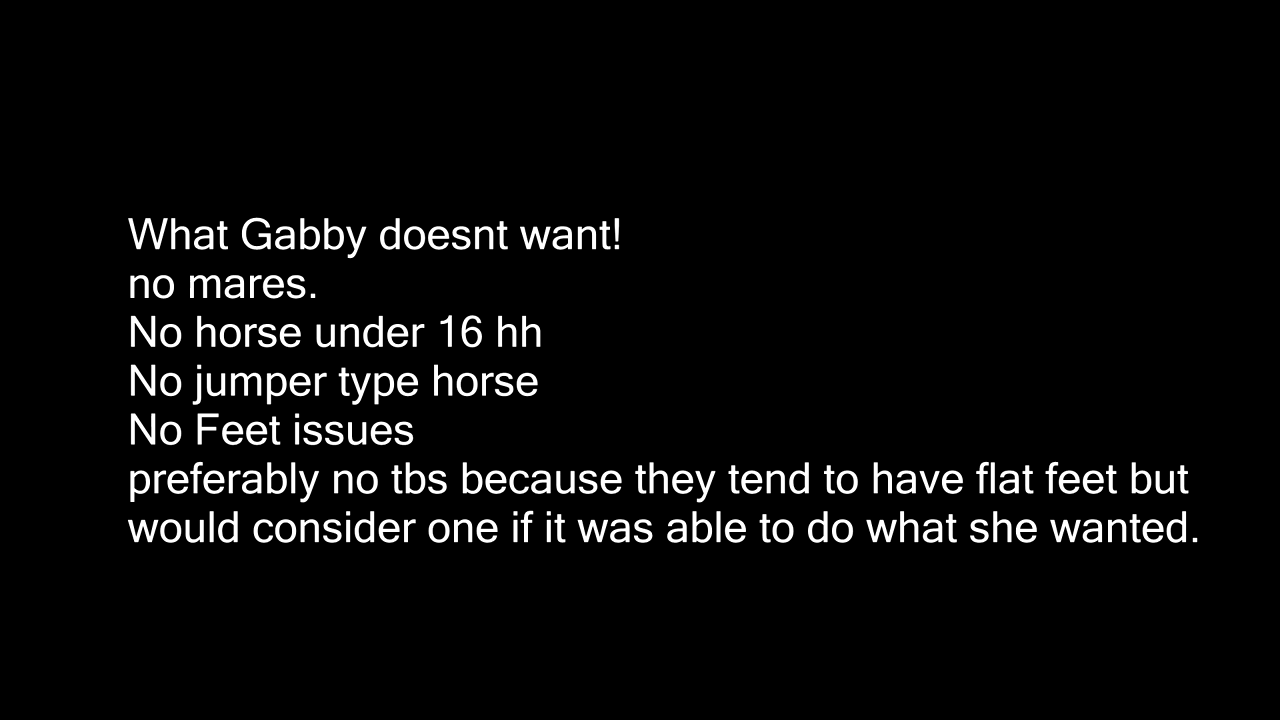 What Gabby doesnt want!
no mares.
No horse under 16 hh
No jumper type horse
No Feet issues
preferably no tbs because they tend to have flat feet but
would consider one if it was able to do what she wanted.